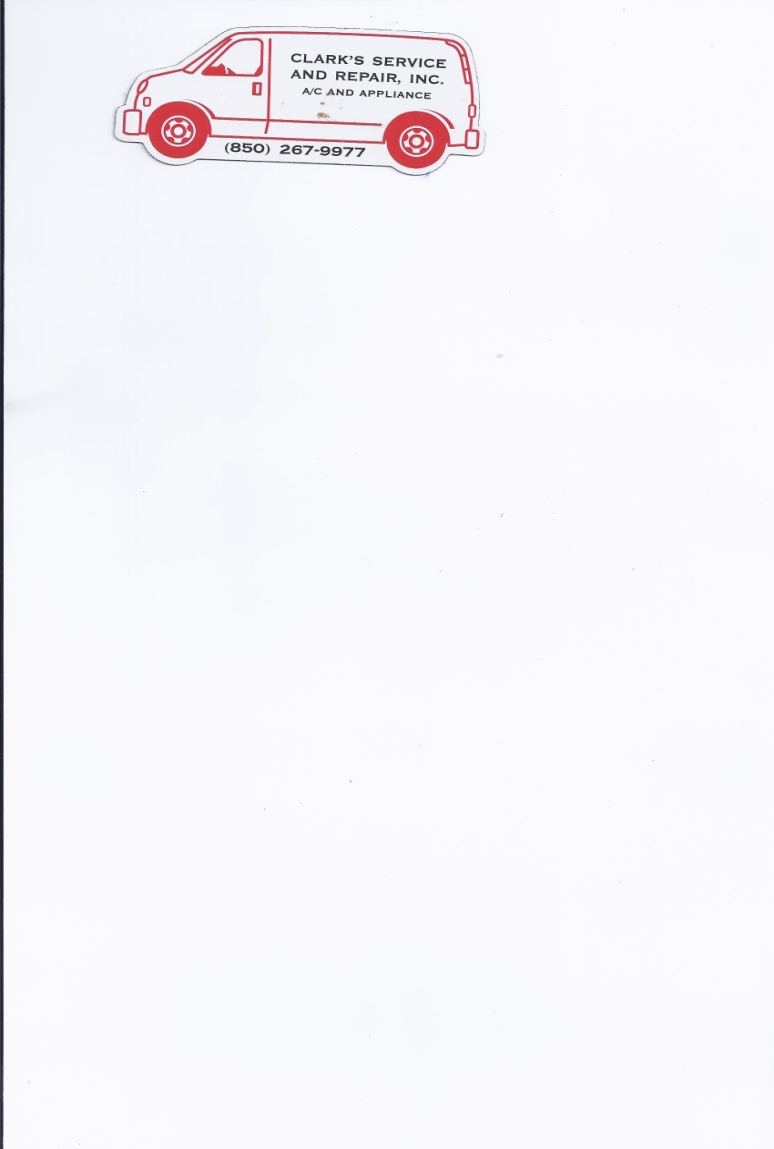 CLARK'S SERVICE
AND REPAIR, INC.
A/C AND APPLIANCE
(850) 267-9977